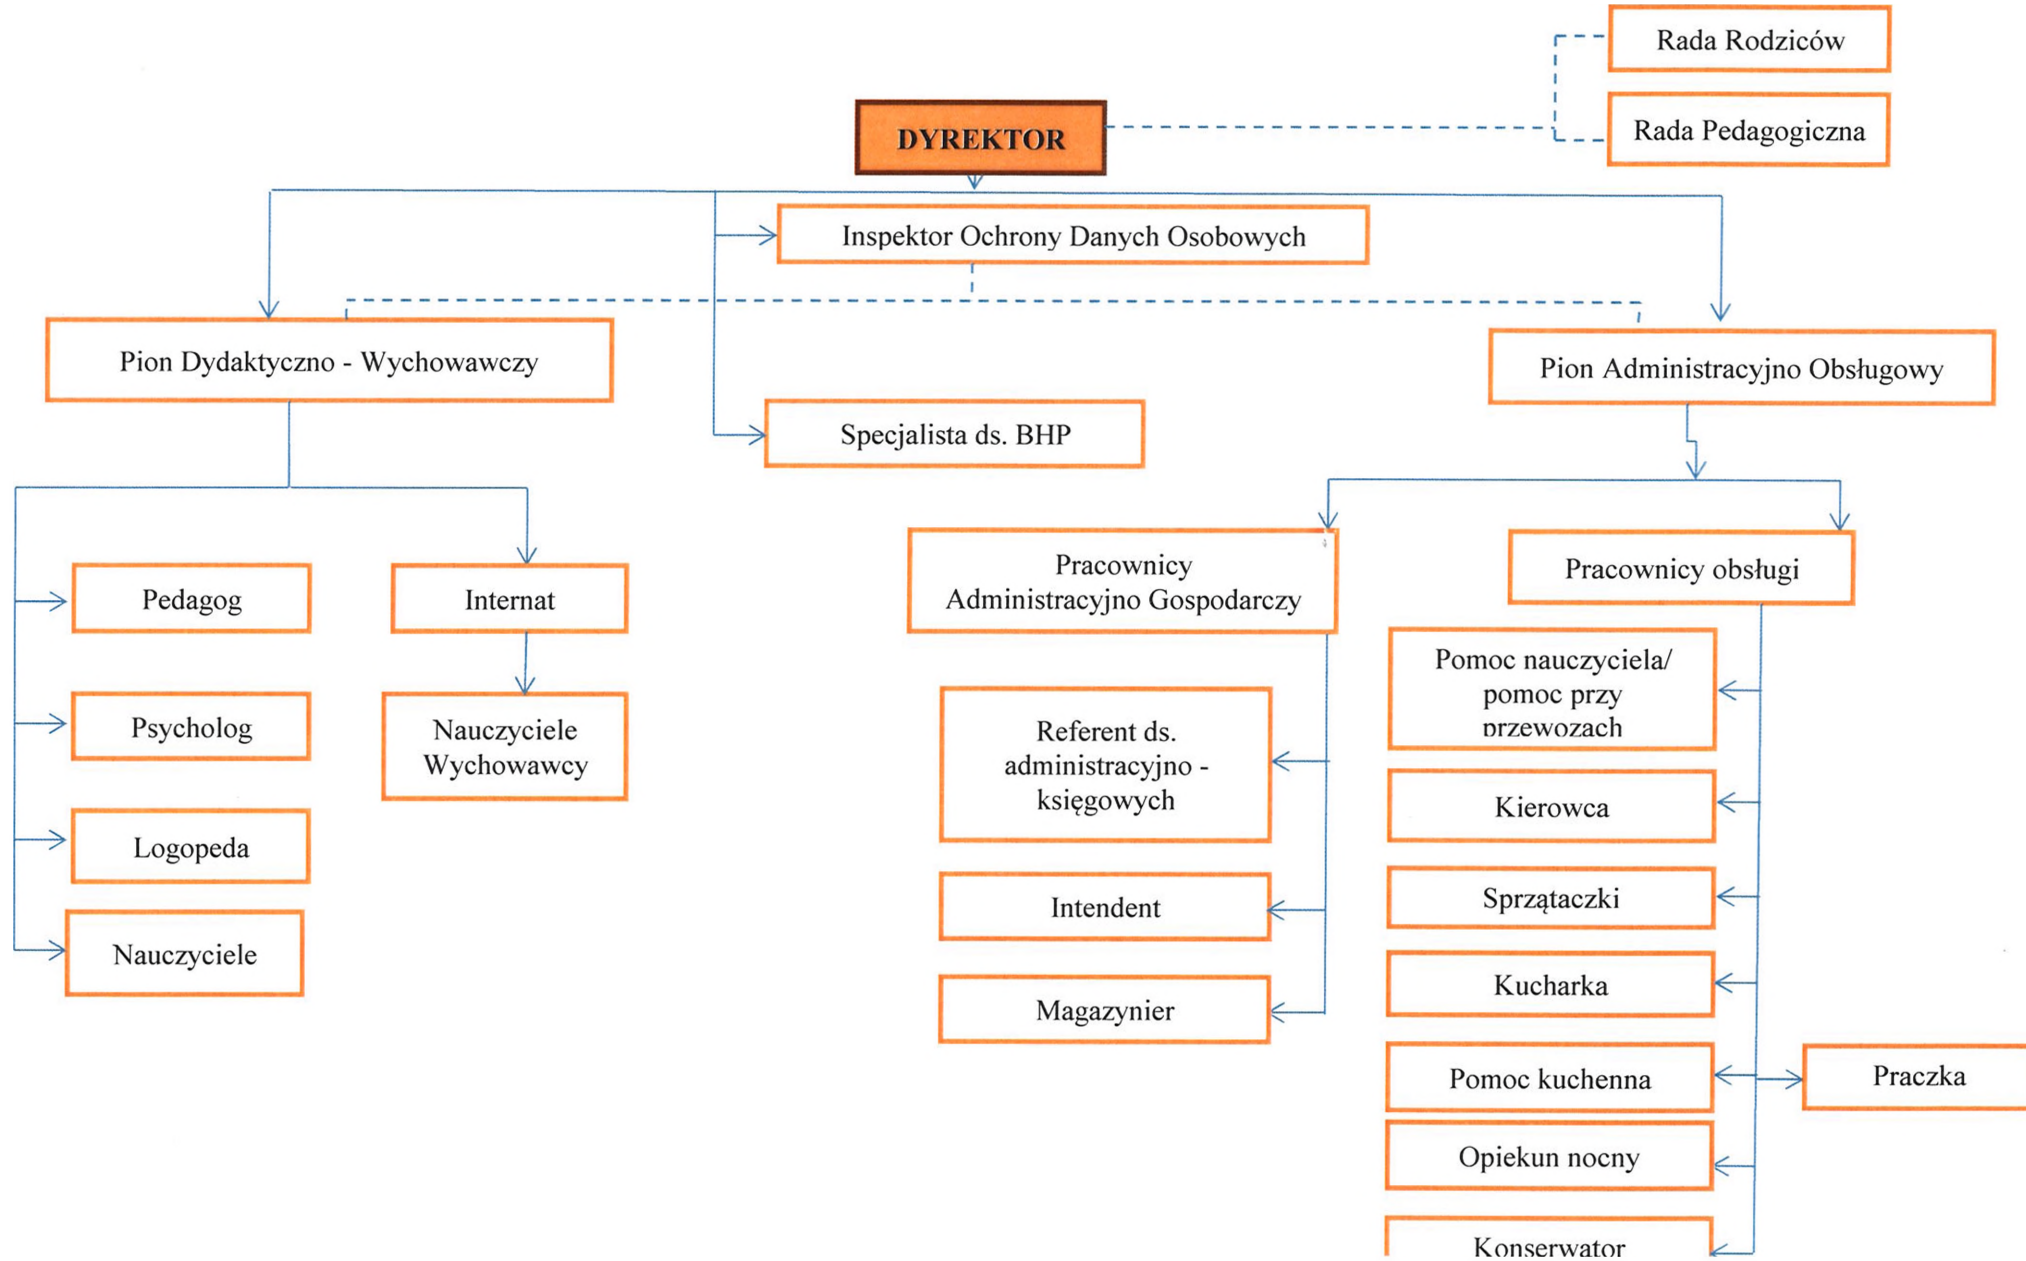 Rada Rodziców
Rada Pedagogiczna
DYREKTOR
Inspektor Ochrony Danych Osobowych
Pion Dydaktyczno - Wychowawczy
Pion Administracyjno Obsługowy
Specjalista ds. BHP
Pedagog
Internat
Psycholog
Nauczyciele
Wychowawcy
Logopeda
Nauczyciele
Pracownicy
Administracyjno Gospodarczy
Referent ds.
administracyjno -
księgowych
Intendent
Magazynier
Pracownicy obsługi
Pomoc nauczyciela/
pomoc przy
przewozach
Kierowca
Sprzątaczki
Kucharka
Pomoc kuchenna
Praczka
Opiekun nocny
Konserwator